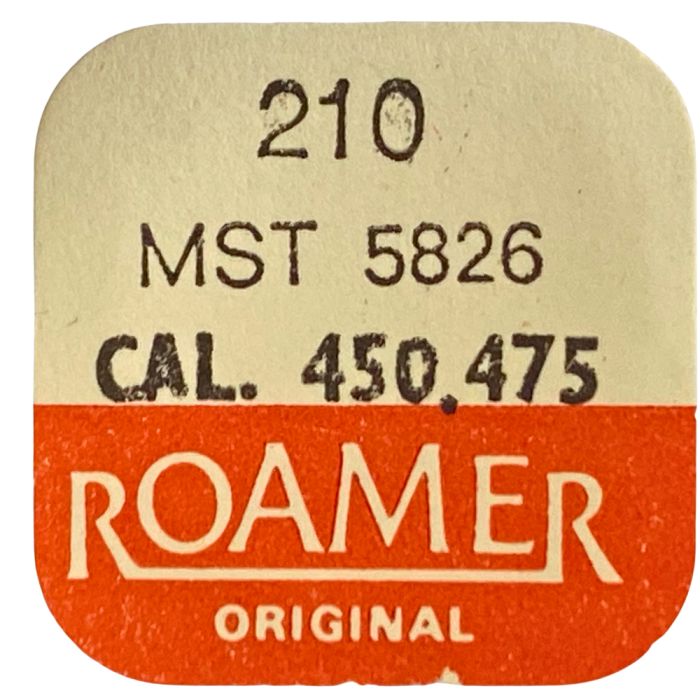 210
MST 5826
CAL. 450,475
ROAMER
ORIGINAL